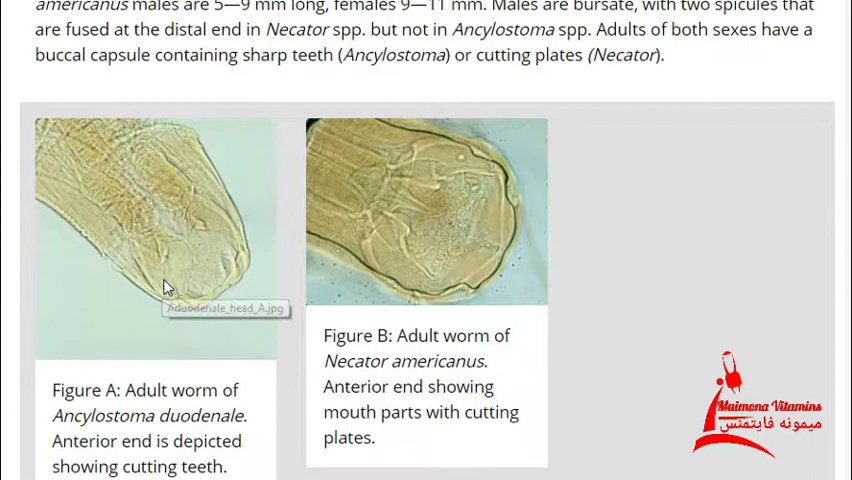 americanus males are 5—9 mm long, females 9—11 mm. Males are bursate, with two spicules that
are fused at the distal end in Necator spp. but not in Ancylostoma spp. Adults of both sexes have a
buccal capsule containing sharp teeth (Ancylostoma) or cutting plates (Necator).
Aduodenale_head_A.jpg
Figure A: Adult worm of
Ancylostoma duodenale.
Anterior end is depicted
showing cutting teeth.
Figure B: Adult worm of
Necator americanus.
Anterior end showing
mouth parts with cutting
plates.
Maimona Vitamins
میمونه فایتمنس